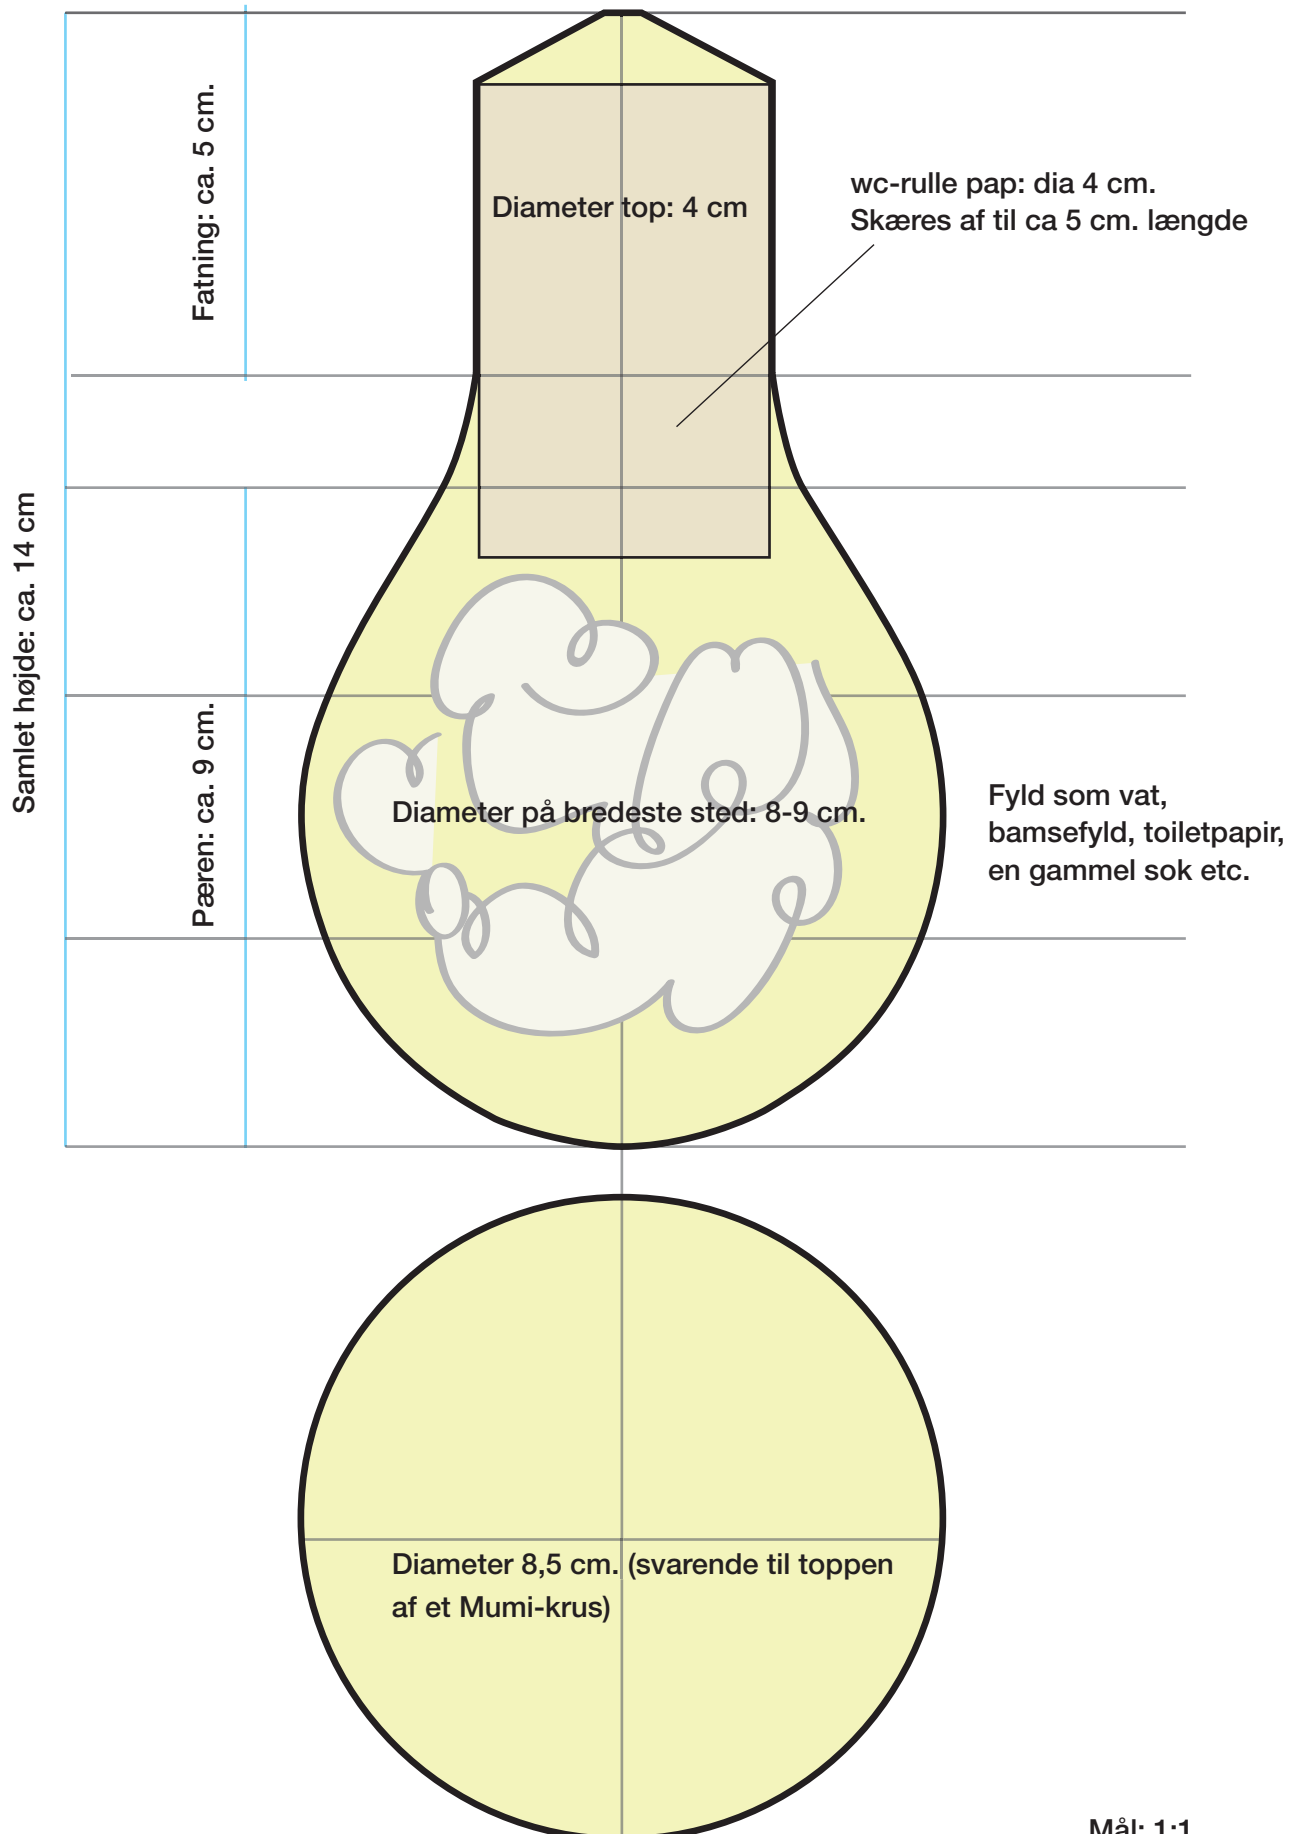 Fatning: ca. 5 cm.
Diameter top: 4 cm
wc-rulle pap: dia 4 cm.
Skæres af til ca 5 cm. længde
Samlet højde: ca. 14 cm
Pæren: ca. 9 cm.
Diameter på bredeste sted: 8-9 cm.
Fyld som vat,
bamsefyld, toiletpapir,
en gammel sok etc.
Diameter 8,5 cm. (svarende til toppen
af et Mumi-krus)
Mål: 1:1